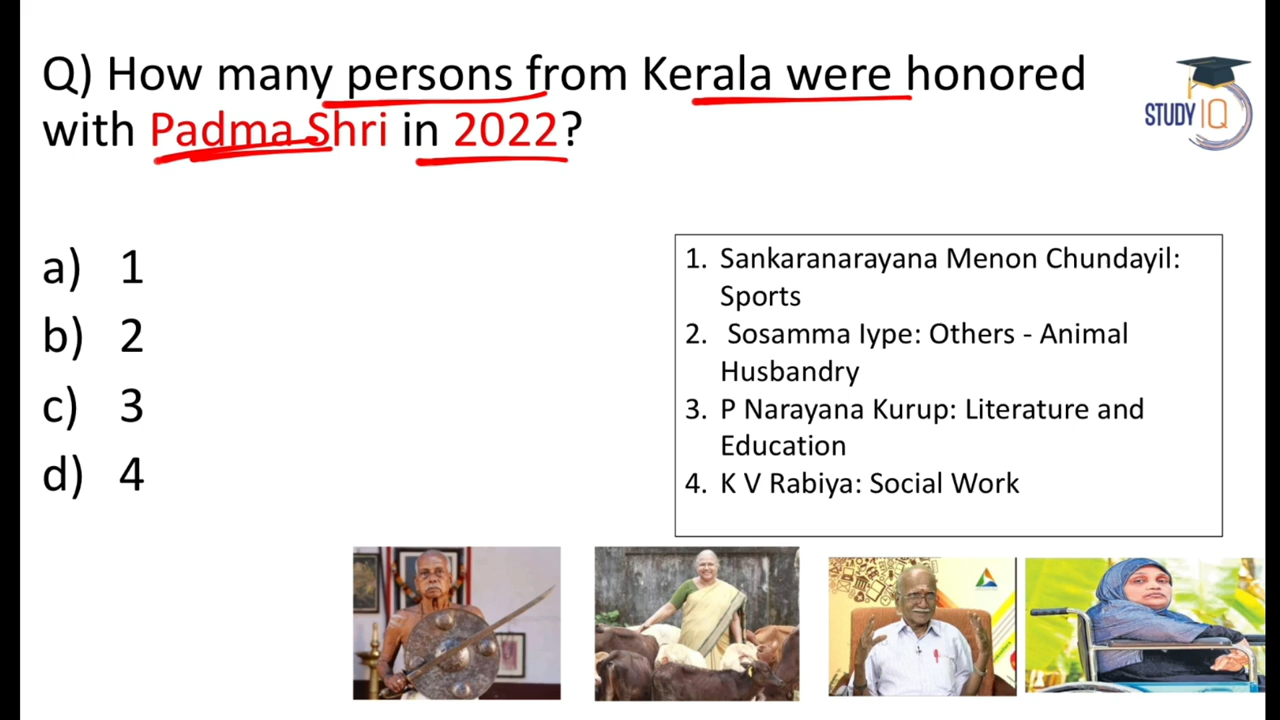 Q) How many persons from Kerala were honored
with Padma Shri in 2022?
STUDY IQ
a) 1
b) 2
c) 3
d) 4
1. Sankaranarayana Menon Chundayil:
Sports
2. Sosamma Iype: Others - Animal
Husbandry
3. P Narayana Kurup: Literature and
Education
4. K V Rabiya: Social Work